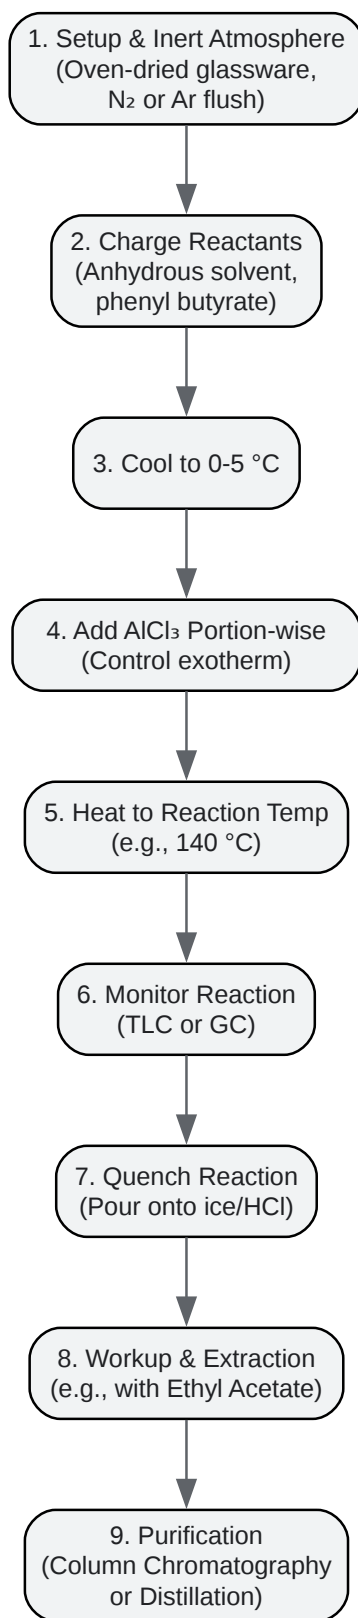 1. Setup & Inert Atmosphere
(Oven-dried glassware,
N₂ or Ar flush)
2. Charge Reactants
(Anhydrous solvent,
phenyl butyrate)
3. Cool to 0-5 °C
4. Add AlCl₃ Portion-wise
(Control exotherm)
5. Heat to Reaction Temp
(e.g., 140 °C)
6. Monitor Reaction
(TLC or GC)
7. Quench Reaction
(Pour onto ice/HCl)
8. Workup & Extraction
(e.g., with Ethyl Acetate)
9. Purification
(Column Chromatography
or Distillation)